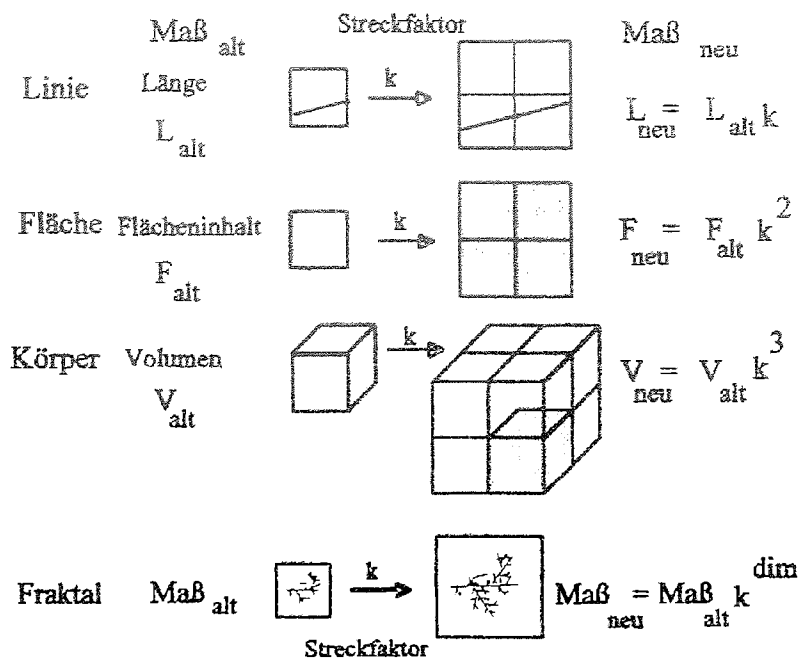 Maß alt Streckfaktor Maß neu
Linie Länge k L neu = L alt k
L alt
Fläche Flächeninhalt k F neu = F alt k 2
F alt
Körper Volumen k V neu = V alt k 3
V alt
Fraktal Maß alt k Maß neu = Maß alt k dim
Streckfaktor